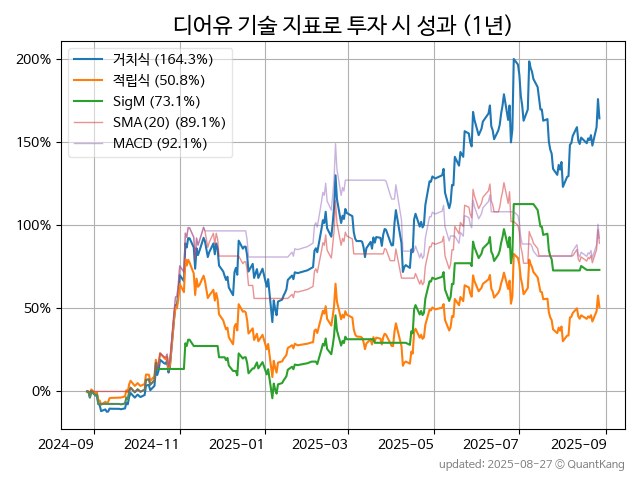 디어유 기술 지표로 투자 시 성과 (1년)
거치식 (164.3%)
적립식 (50.8%)
SigM (73.1%)
SMA(20) (89.1%)
MACD (92.1%)
200%
150%
100%
50%
0%
2024-09 2024-11 2025-01 2025-03 2025-05 2025-07 2025-09
updated: 2025-08-27 © QuantKang